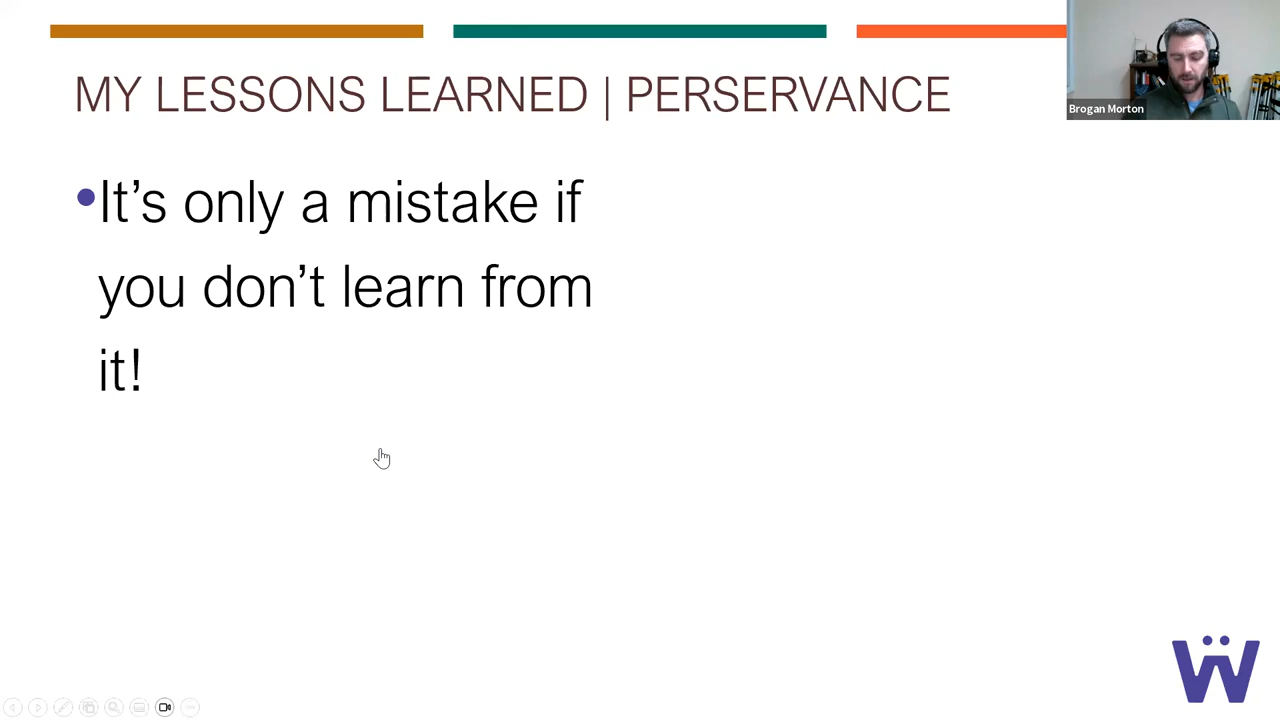 MY LESSONS LEARNED | PERSERVANCE
Brogan Morton
•It’s only a mistake if
you don’t learn from
it!
W